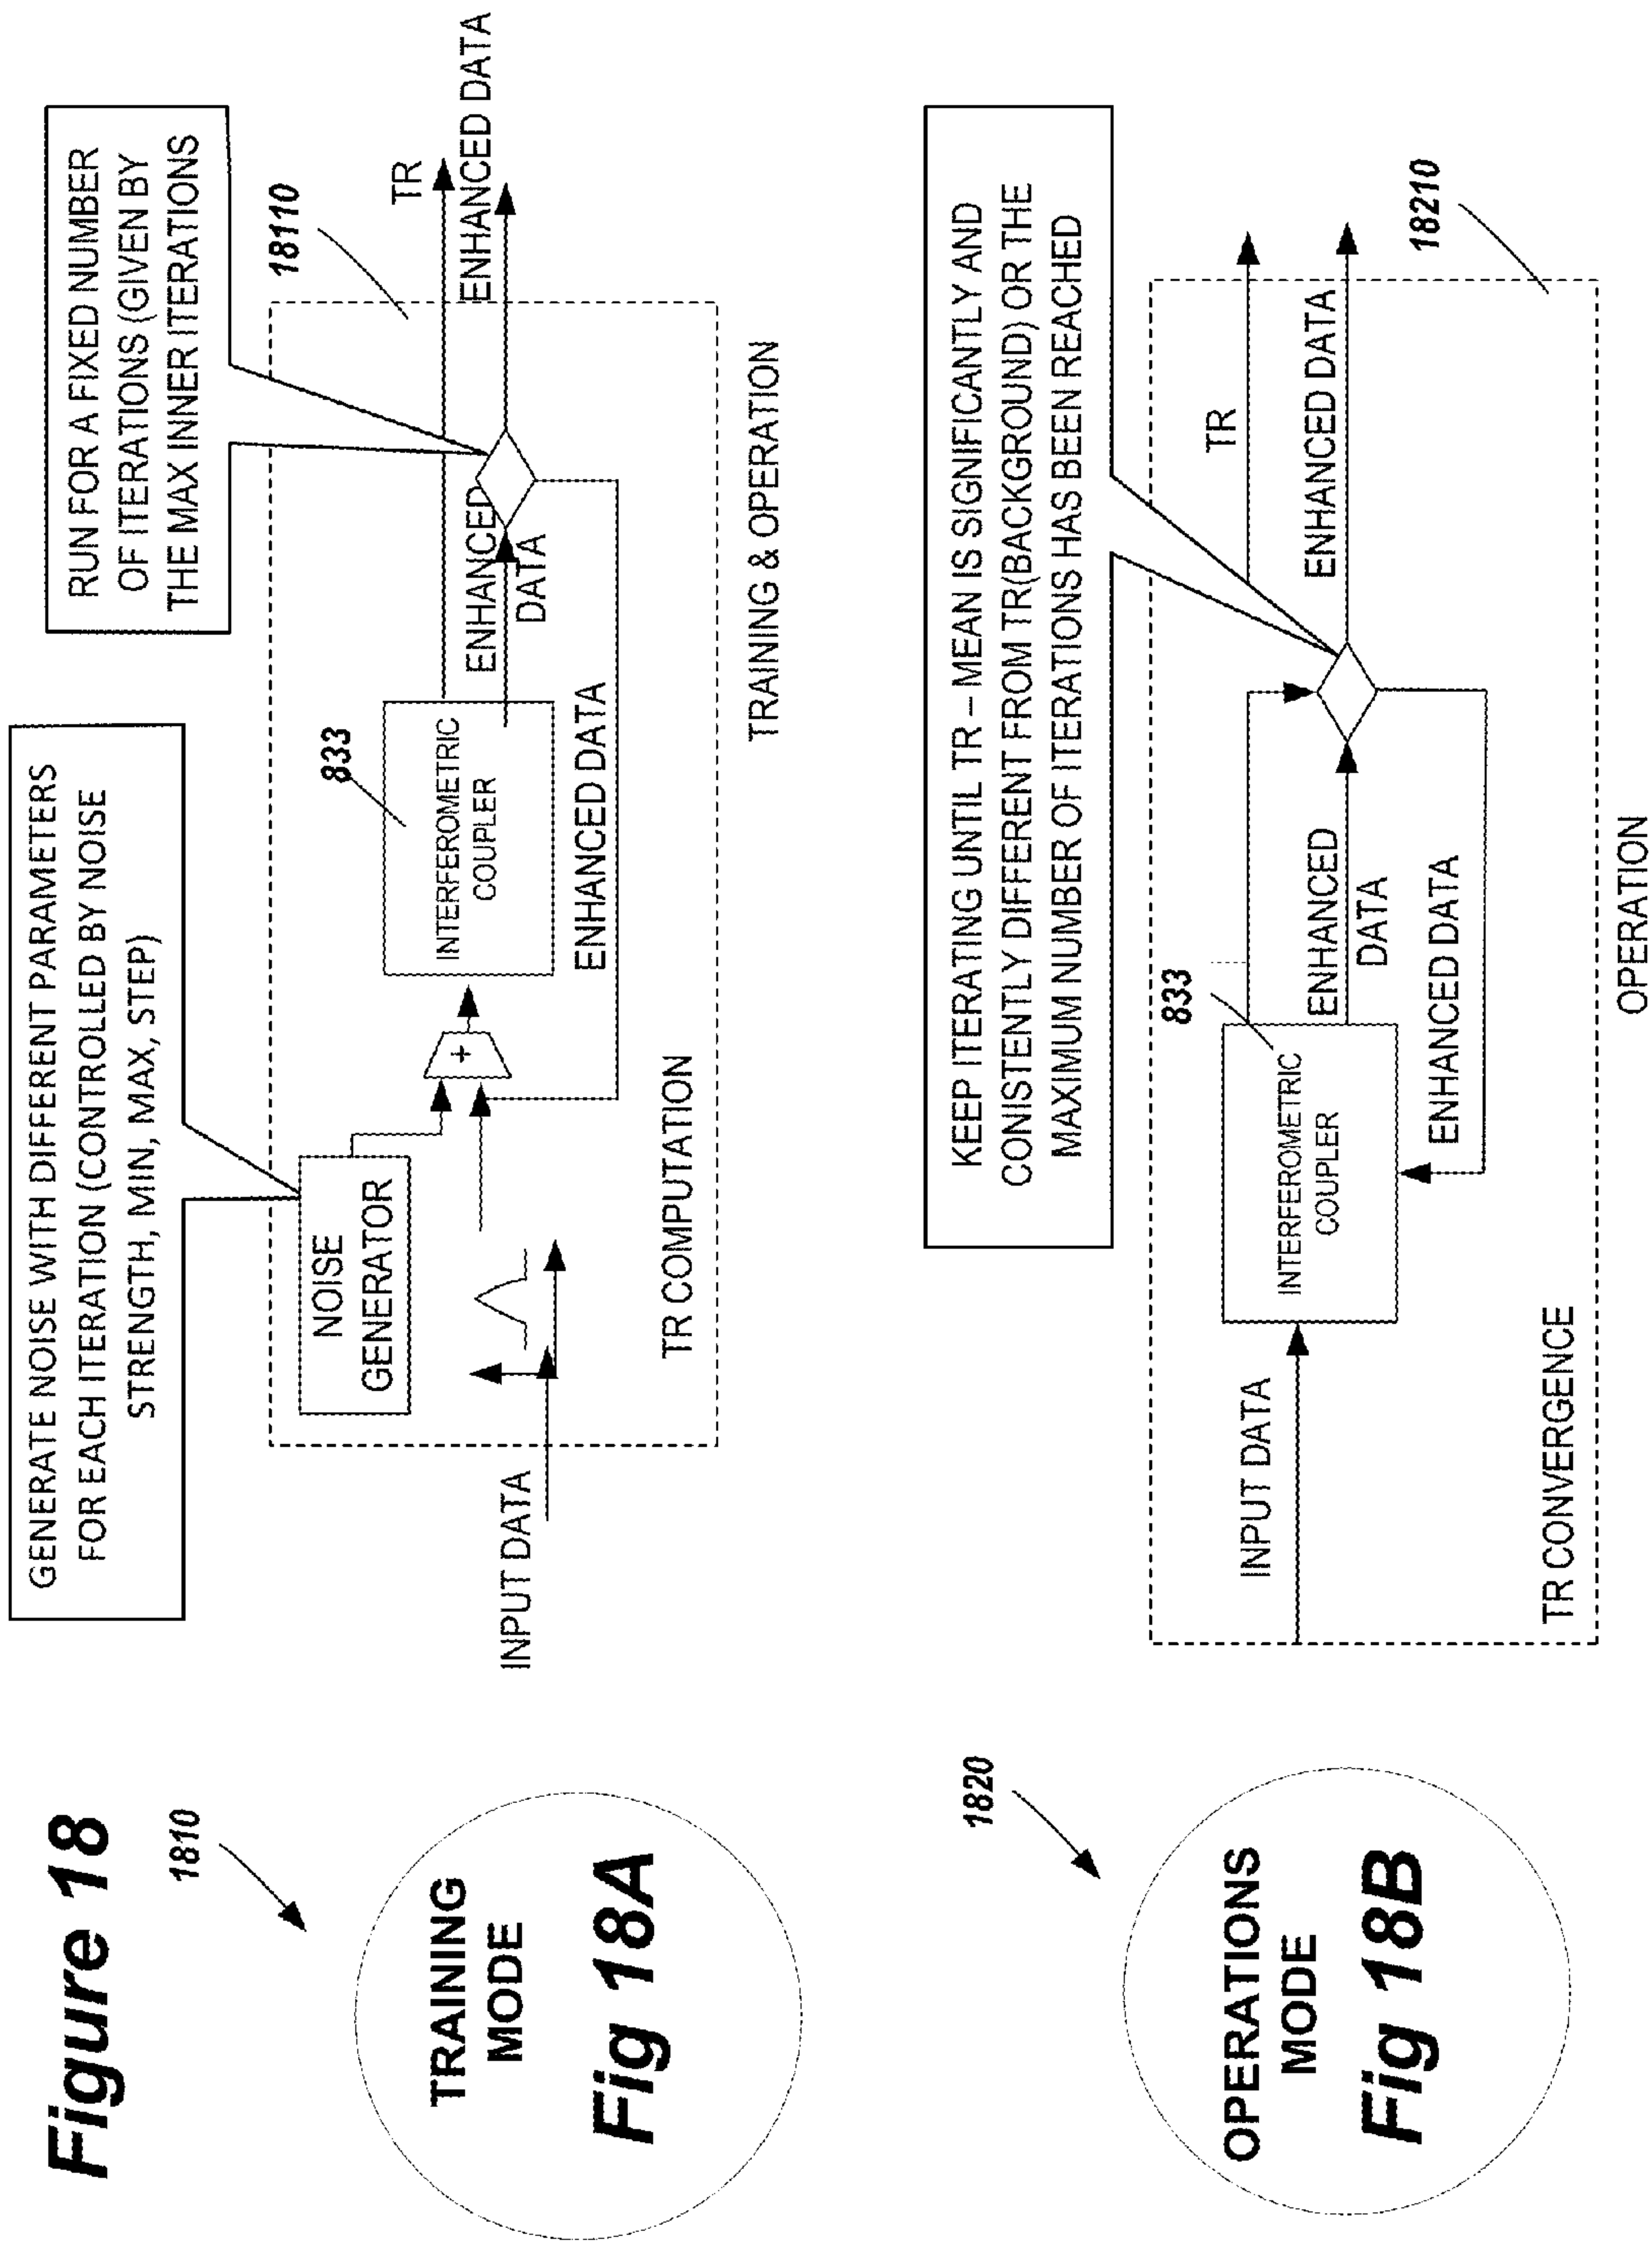 Figure 18
1810
TRAINING
MODE
Fig 18A
GENERATE NOISE WITH DIFFERENT PARAMETERS
FOR EACH ITERATION (CONTROLLED BY NOISE
STRENGTH, MIN, MAX, STEP)
RUN FOR A FIXED NUMBER
OF ITERATIONS (GIVEN BY
THE MAX INNER ITERATIONS
18110
INPUT DATA
NOISE
GENERATOR
+
833
INTERFEROMETRIC
COUPLER
ENHANCED
DATA
TR
ENHANCED DATA
ENHANCED DATA
TR COMPUTATION
TRAINING & OPERATION
1820
OPERATIONS
MODE
Fig 18B
KEEP ITERATING UNTIL TR – MEAN IS SIGNIFICANTLY AND
CONISTENTLY DIFFERENT FROM TR(BACKGROUND) OR THE
MAXIMUM NUMBER OF ITERATIONS HAS BEEN REACHED
INPUT DATA
833
INTERFEROMETRIC
COUPLER
ENHANCED
DATA
TR
ENHANCED DATA
ENHANCED DATA
18210
TR CONVERGENCE
OPERATION